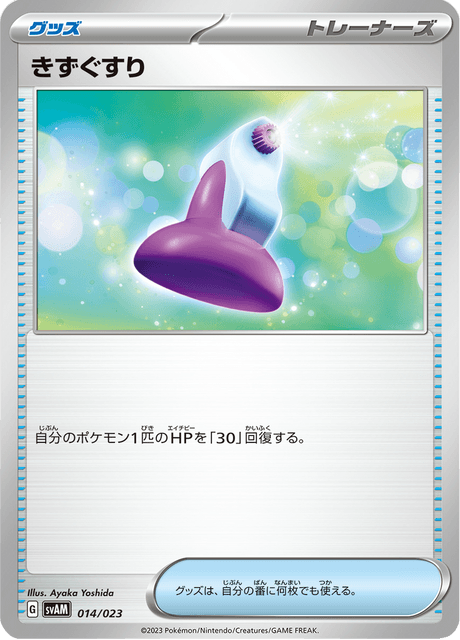 グッズ
トレーナーズ
きずぐすり
じぶん ぴき エイチピー かいふく
自分のポケモン1匹のHPを「30」回復する。
Illus. Ayaka Yoshida
じぶん ばん なんまい つか
グッズは、自分の番に何枚でも使える。
G svAM 014/023
©2023 Pokémon/Nintendo/Creatures/GAME FREAK.